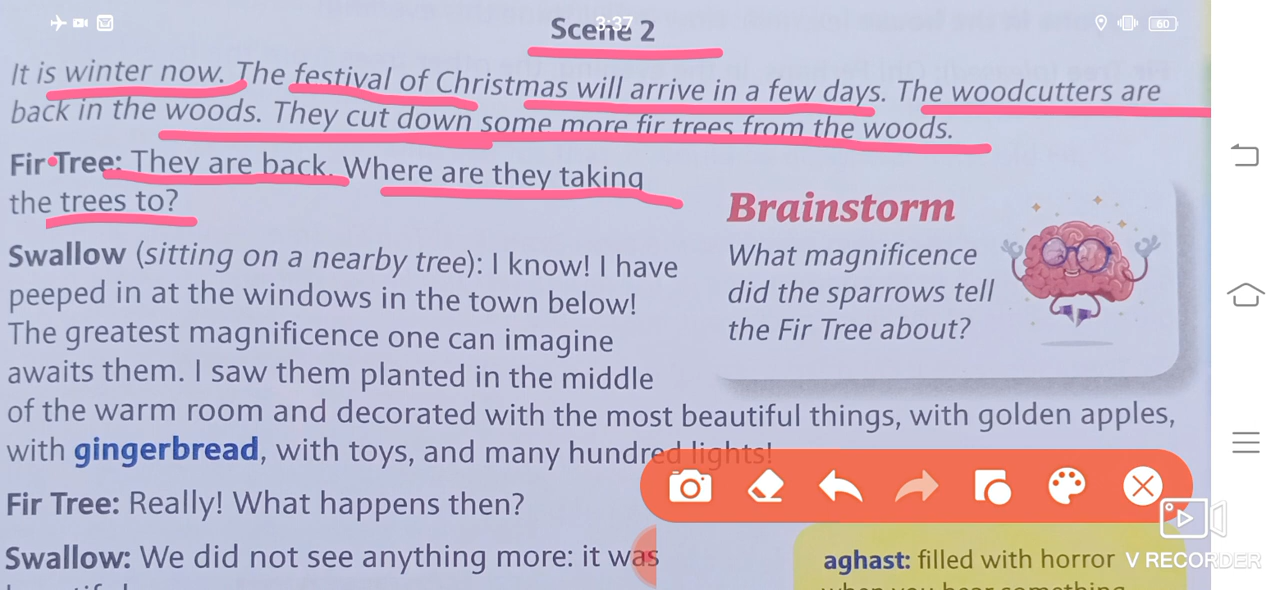 3:37
60
Scene 2
It is winter now. The festival of Christmas will arrive in a few days. The woodcutters are
back in the woods. They cut down some more fir trees from the woods.
Fir Tree: They are back. Where are they taking
the trees to?
Swallow (sitting on a nearby tree): I know! I have
peeped in at the windows in the town below!
The greatest magnificence one can imagine
awaits them. I saw them planted in the middle
of the warm room and decorated with the most beautiful things, with golden apples,
with gingerbread, with toys, and many hundred lights!
Fir Tree: Really! What happens then?
Swallow: We did not see anything more: it was
Brainstorm
What magnificence
did the sparrows tell
the Fir Tree about?
aghast: filled with horror
when you hear something
V RECORDER